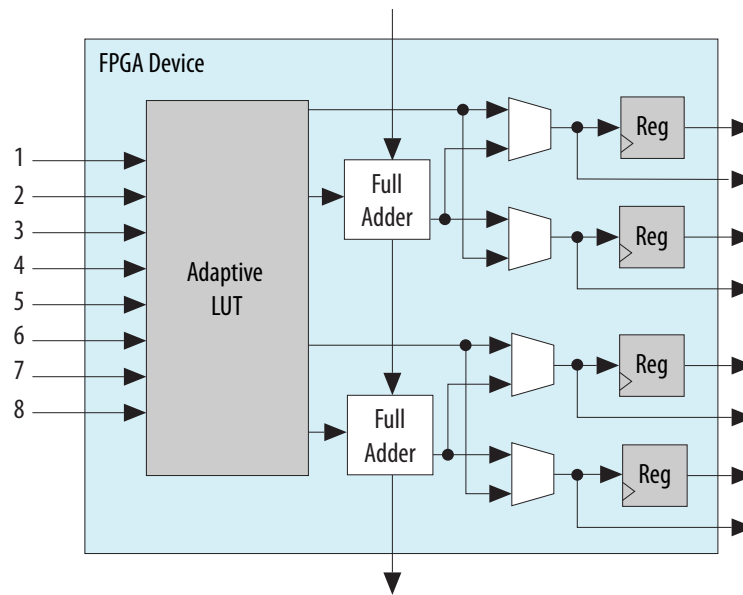 FPGA Device
1
2
3
4
5
6
7
8
Adaptive
LUT
Full
Adder
Full
Adder
Reg
Reg
Reg
Reg